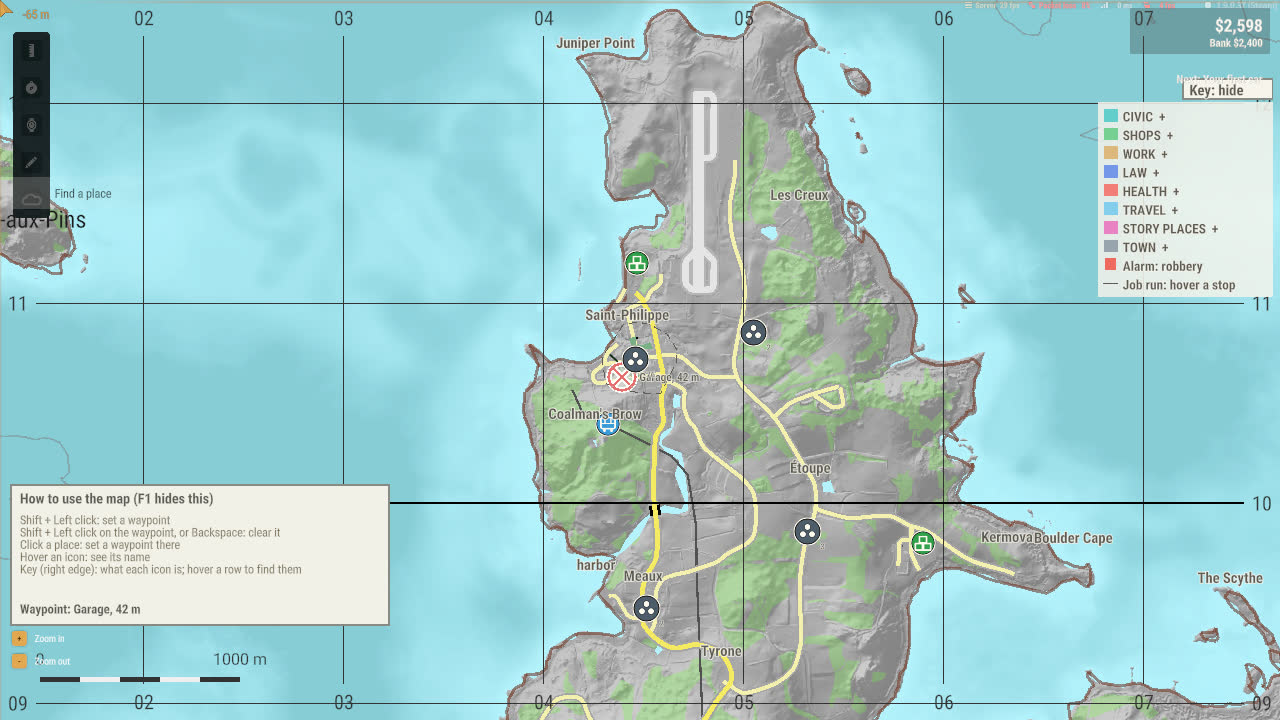 -65 m
02
03
04
05
06
07
$2,598
Bank $2,400
Juniper Point
Key: hide
CIVIC +
SHOPS +
WORK +
LAW +
HEALTH +
TRAVEL +
STORY PLACES +
TOWN +
Alarm: robbery
Job run: hover a stop
Find a place
-aux-Pins
Les Creux
11
11
Saint-Philippe
Garage, 42 m
Coalman's Brow
Étoupe
10
How to use the map (F1 hides this)
Shift + Left click: set a waypoint
Shift + Left click on the waypoint, or Backspace: clear it
Click a place: set a waypoint there
Hover an icon: see its name
Key (right edge): what each icon is; hover a row to find them
Waypoint: Garage, 42 m
Kermova
Boulder Cape
harbor
Meaux
The Scythe
Zoom in
Zoom out
0
1000 m
Tyrone
09
02
03
04
05
06
07
09